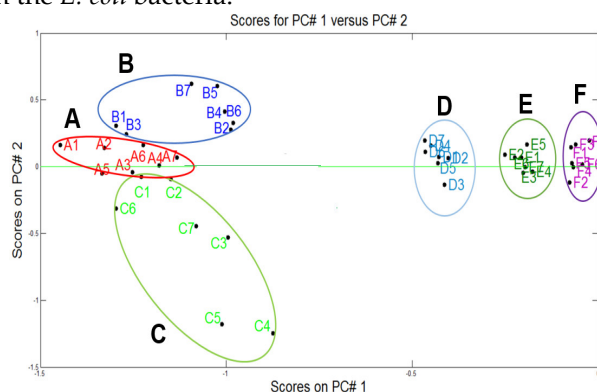 n the E. coli bacteria.
Scores for PC# 1 versus PC# 2
1
0.5
0
-0.5
-1
-1.5
Scores on PC# 2
A
B
C
D
E
F
B7
B5
B4
B6
B1
B3
B2
A1
A2
A6
A4
A7
A3
A5
C1
C2
C6
C7
C3
C5
C4
D7
D4
D2
D5
D3
E5
E2
E1
E7
E4
E3
F3
F1
F4
F2
-1
-0.5
Scores on PC# 1